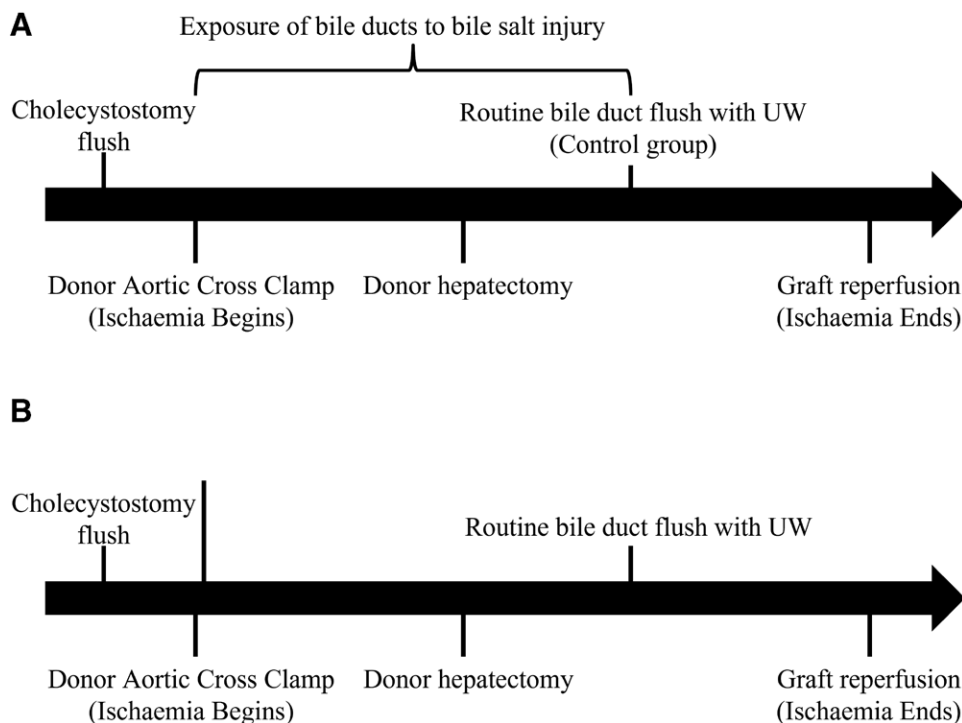 A
Exposure of bile ducts to bile salt injury
Cholecystostomy
flush
Routine bile duct flush with UW
(Control group)
Donor Aortic Cross Clamp
(Ischaemia Begins)
Donor hepatectomy
Graft reperfusion
(Ischaemia Ends)
B
Cholecystostomy
flush
Routine bile duct flush with UW
Donor Aortic Cross Clamp
(Ischaemia Begins)
Donor hepatectomy
Graft reperfusion
(Ischaemia Ends)